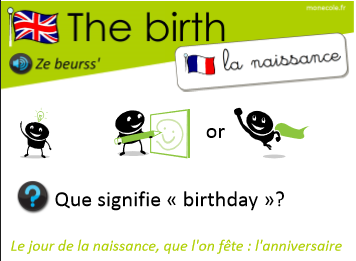 monecole.fr
The birth
Ze beurss'
la naissance
or
Que signifie « birthday »?
Le jour de la naissance, que l'on fête : l'anniversaire